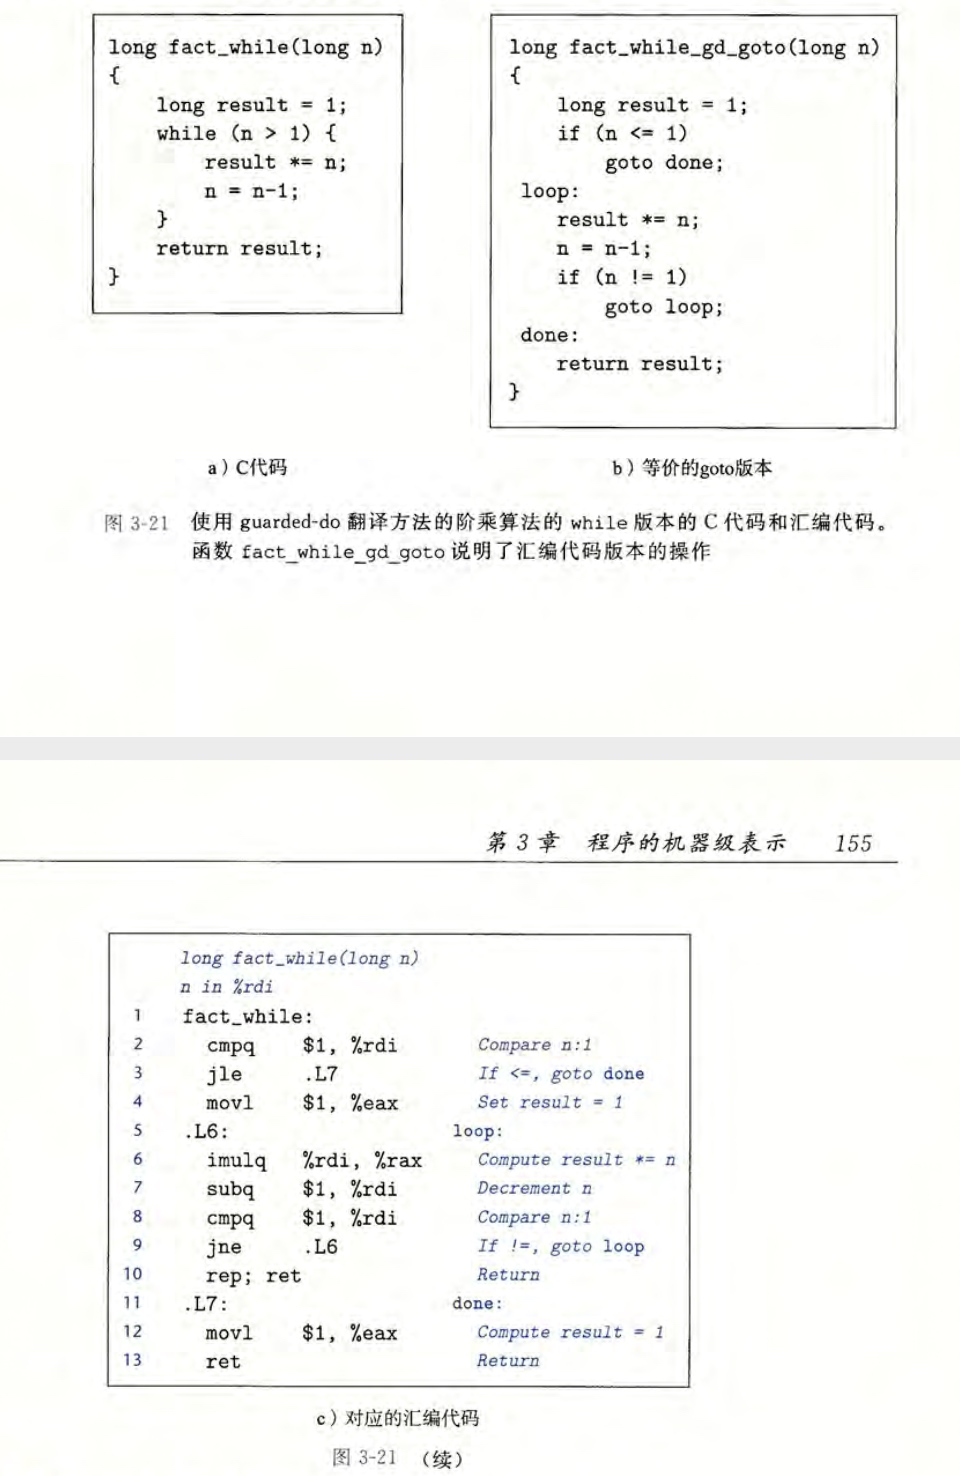 long fact_while(long n)
{
    long result = 1;
    while (n > 1) {
        result *= n;
        n = n-1;
    }
    return result;
}
a）C代码
long fact_while_gd_goto(long n)
{
    long result = 1;
    if (n <= 1)
        goto done;
 loop:
    result *= n;
    n = n-1;
    if (n != 1)
        goto loop;
 done:
    return result;
}
b）等价的goto版本
图 3-21 使用 guarded-do 翻译方法的阶乘算法的 while 版本的 C 代码和汇编代码。
函数 fact_while_gd_goto 说明了汇编代码版本的操作
第 3 章 程序的机器级表示 155
long fact_while(long n)
n in %rdi
1 fact_while:
2 cmpq $1, %rdi Compare n:1
3 jle .L7 If <=, goto done
4 movl $1, %eax Set result = 1
5 .L6: loop:
6 imulq %rdi, %rax Compute result *= n
7 subq $1, %rdi Decrement n
8 cmpq $1, %rdi Compare n:1
9 jne .L6 If !=, goto loop
10 rep; ret Return
11 .L7: done:
12 movl $1, %eax Compute result = 1
13 ret Return
c）对应的汇编代码
图 3-21 （续）